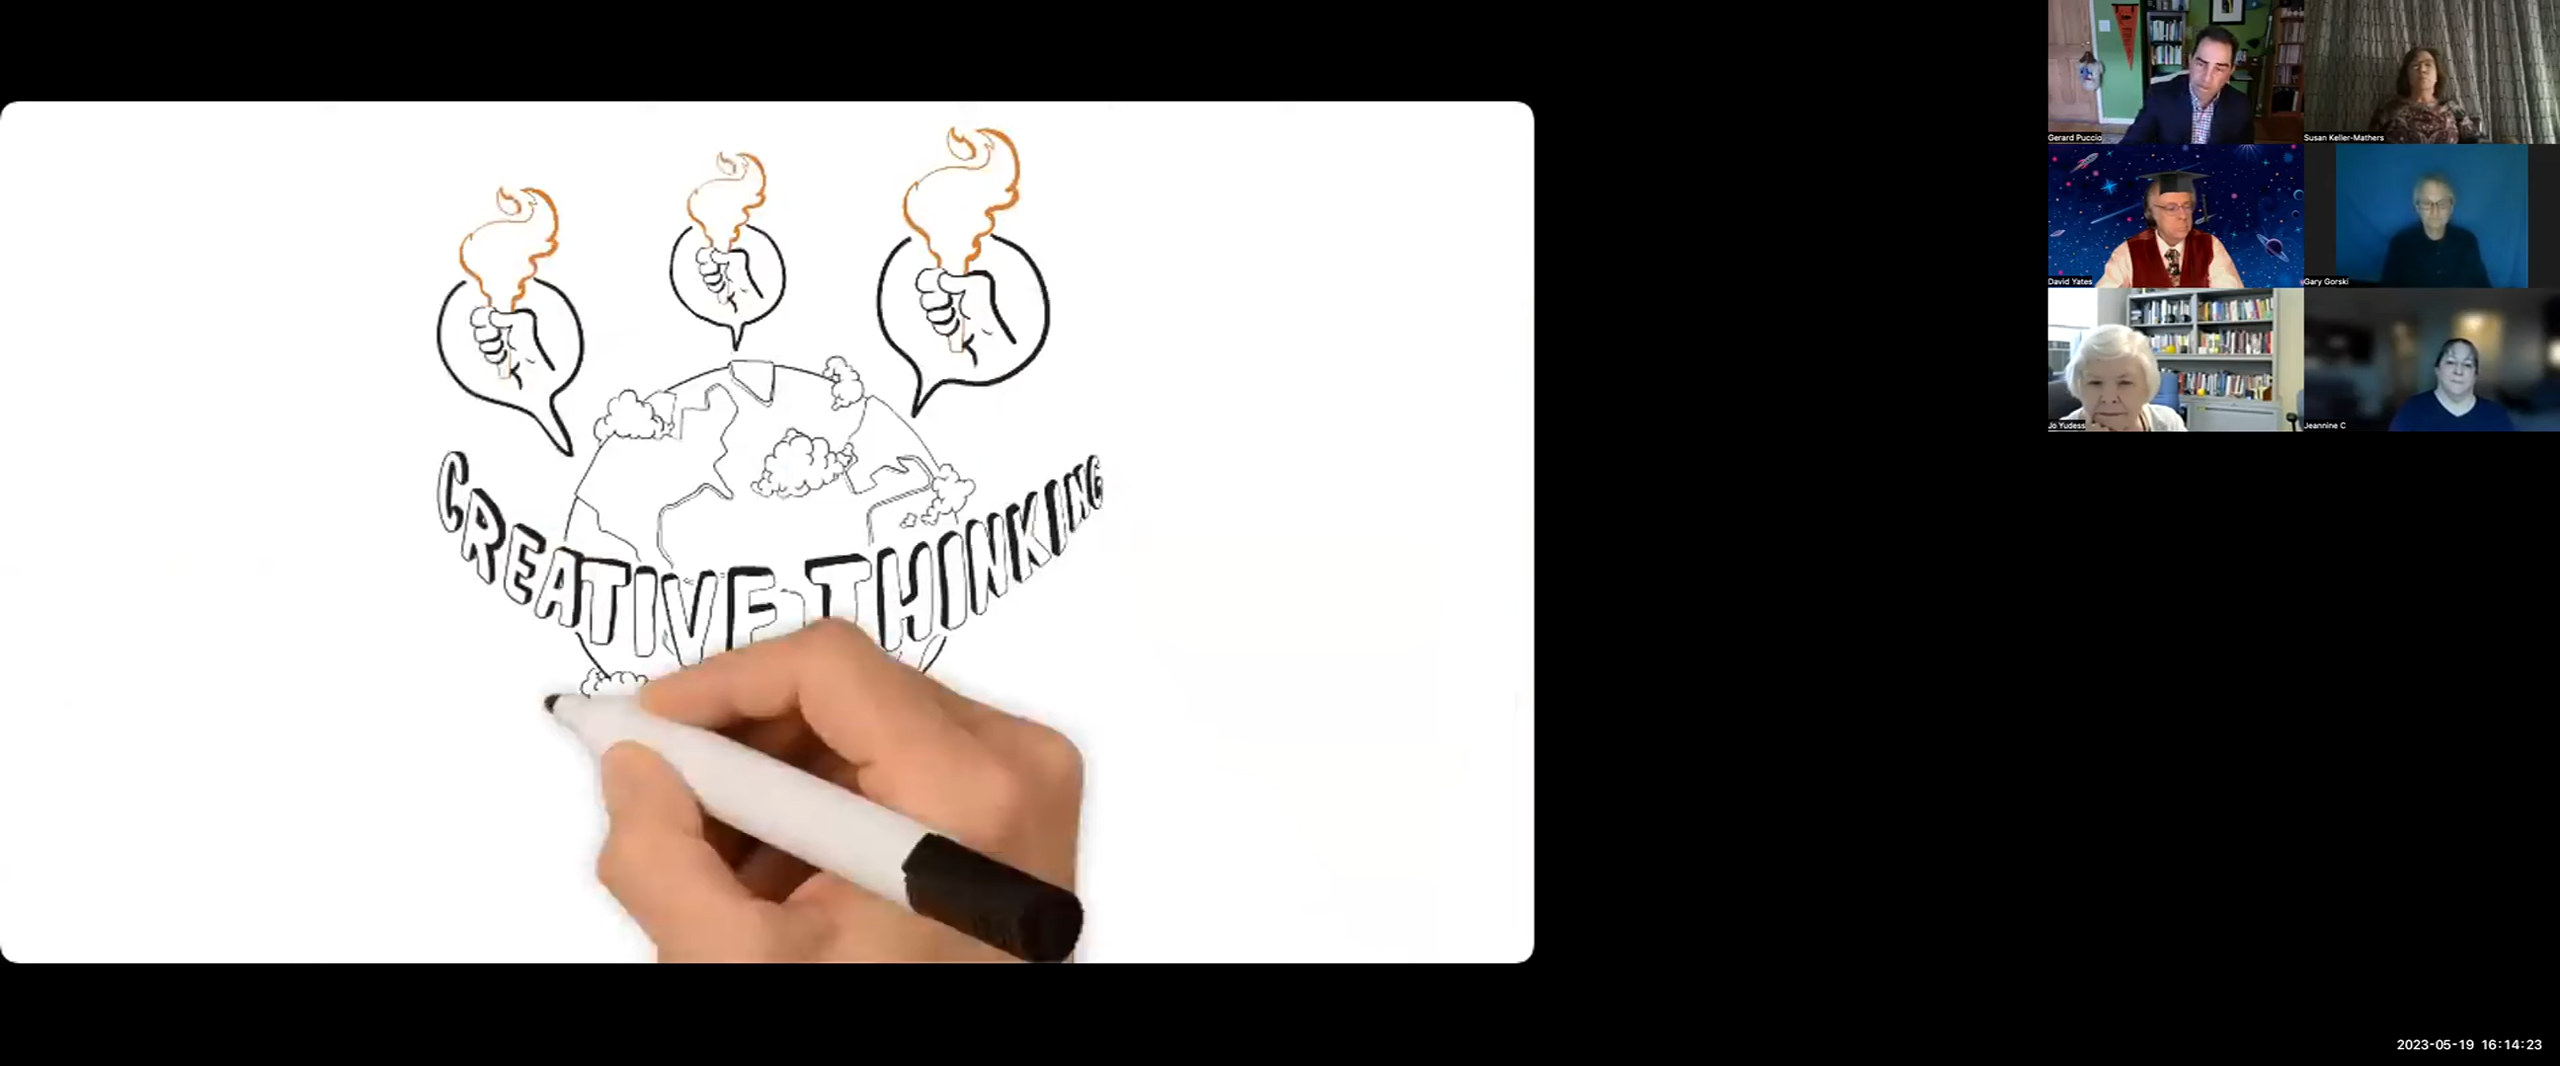 CREATIVE THINKING
Gerard Puccio
Susan Keller-Mathers
David Yates
Gary Gorski
Jo Yudess
Jeannine C
2023-05-19 16:14:23